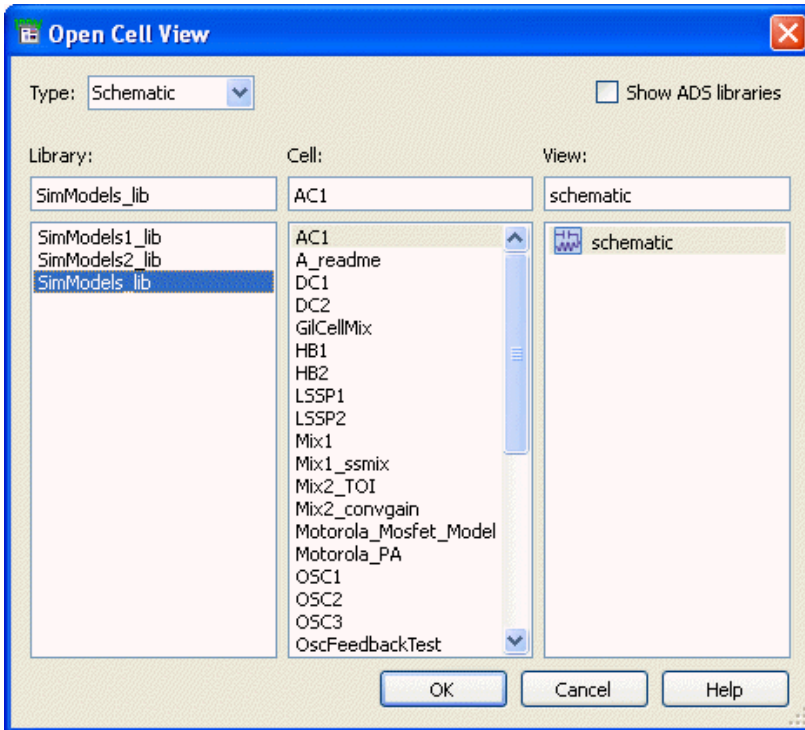 Open Cell View
Type: Schematic
Show ADS libraries
Library: Cell: View:
SimModels_lib AC1 schematic
SimModels1_lib
SimModels2_lib
SimModels_lib
AC1
A_readme
DC1
DC2
GilCellMix
HB1
HB2
LSSP1
LSSP2
Mix1
Mix1_ssmix
Mix2_TOI
Mix2_convgain
Motorola_Mosfet_Model
Motorola_PA
OSC1
OSC2
OSC3
OscFeedbackTest
schematic
OK Cancel Help